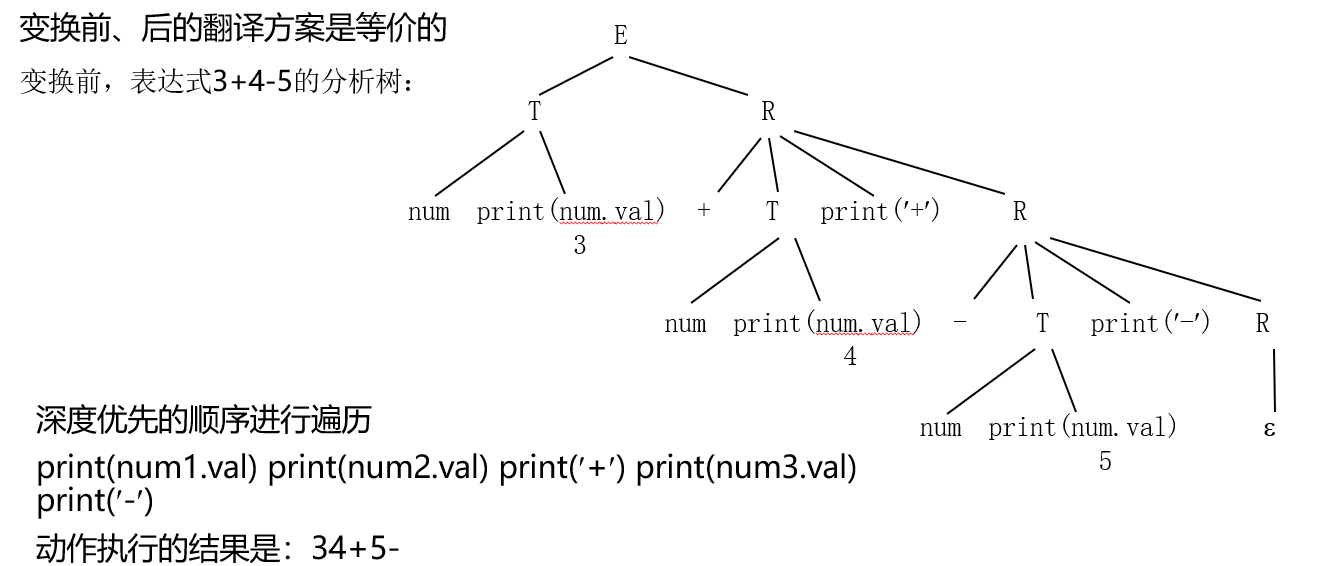 变换前、后的翻译方案是等价的
变换前，表达式3+4-5的分析树：
E
T R
num print(num.val) + T print('+') R
3
num print(num.val) - T print('-') R
4
num print(num.val) ε
5
深度优先的顺序进行遍历
print(num1.val) print(num2.val) print('+') print(num3.val)
print('-')
动作执行的结果是：34+5-